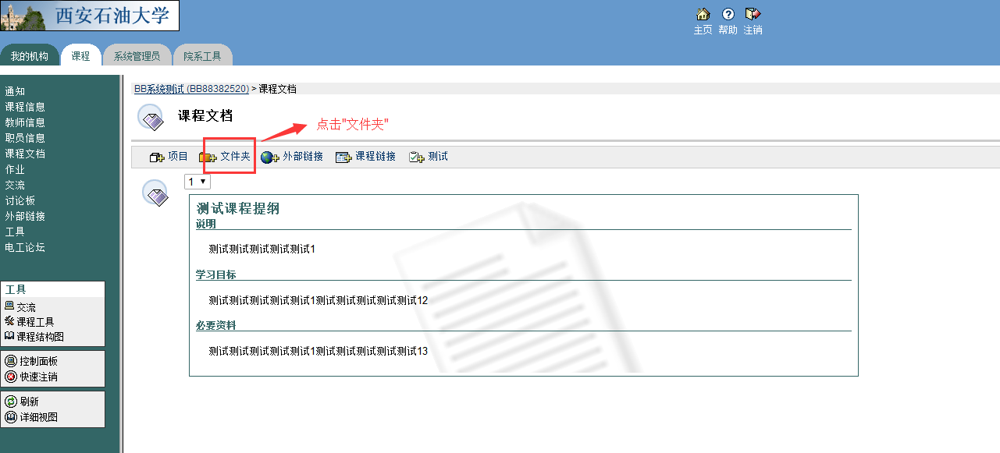 西安石油大学
主页 帮助 注销
我的机构 课程 系统管理员 院系工具
通知
课程信息
教师信息
职员信息
课程文档
作业
交流
讨论板
外部链接
工具
电工论坛
工具
交流
课程工具
课程结构图
控制面板
快速注销
刷新
详细视图
BB系统测试 (BB88382520) > 课程文档
课程文档
点击"文件夹"
项目 文件夹 外部链接 课程链接 测试
1
测试课程提纲
说明
测试测试测试测试测试1
学习目标
测试测试测试测试测试1测试测试测试测试测试12
必要资料
测试测试测试测试测试1测试测试测试测试测试13